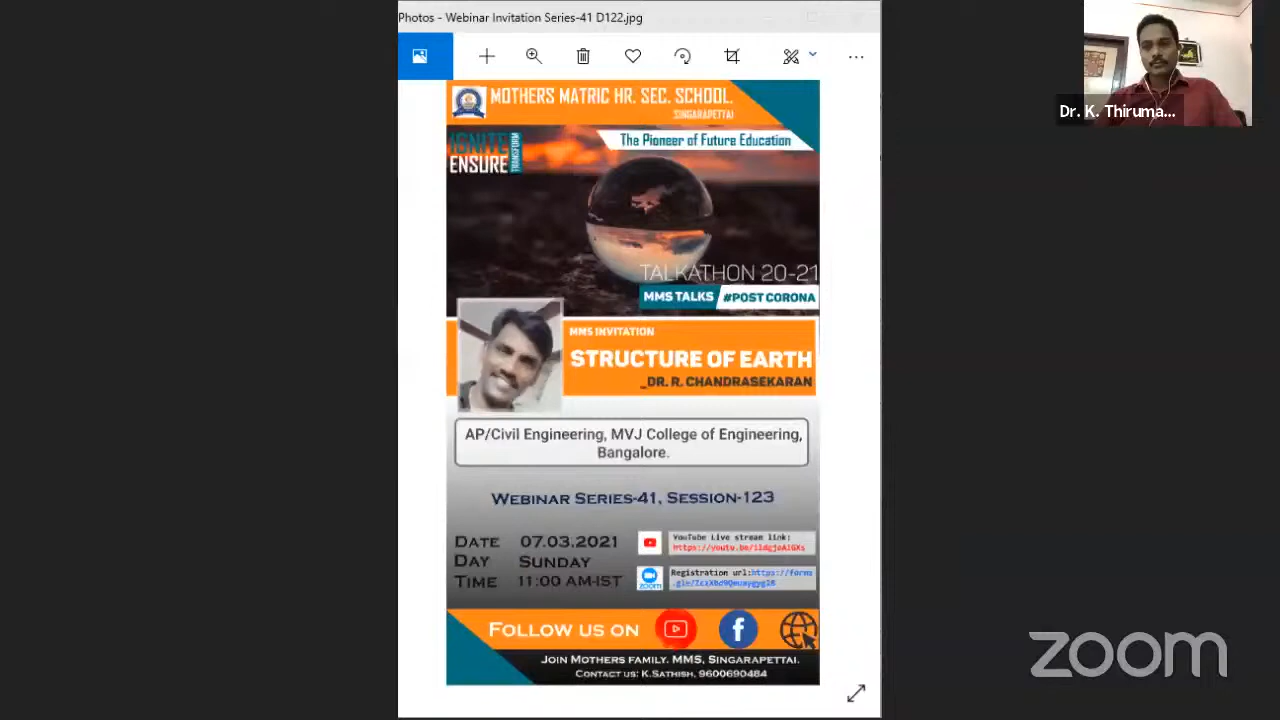 Photos - Webinar Invitation Series-41 D122.jpg
Dr. K. Thiruma...
MOTHERS MATRIC HR. SEC. SCHOOL.
SINGARAPETTAI
The Pioneer of Future Education
IGNITE
ENSURE
TRANSFORM
TALKATHON 20-21
MMS TALKS #POST CORONA
MMS INVITATION
STRUCTURE OF EARTH
_DR. R. CHANDRASEKARAN
AP/Civil Engineering, MVJ College of Engineering,
Bangalore.
WEBINAR SERIES-41, SESSION-123
DATE 07.03.2021
DAY SUNDAY
TIME 11:00 AM-IST
YouTube Live stream link:
zoom
Registration url:https://forms
FOLLOW US ON
JOIN MOTHERS FAMILY. MMS, SINGARAPETTAI.
CONTACT US: K.SATHISH, 9600690484
zoom